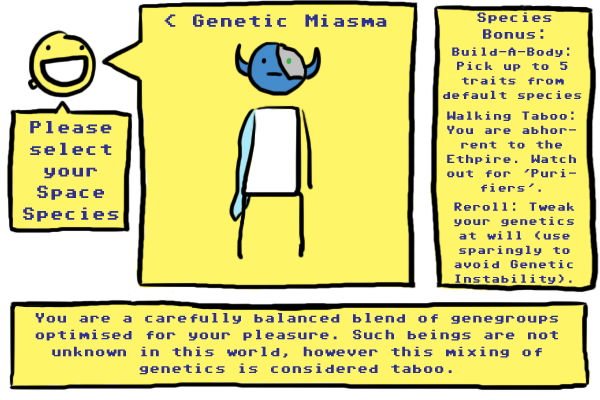 < Genetic Miasma
Please
select
your
Space
Species
Species
Bonus:
Build-A-Body:
Pick up to 5
traits from
default species
Walking Taboo:
You are abhor-
rent to the
Ethpire. Watch
out for 'Puri-
fiers'.
Reroll: Tweak
your genetics
at will (use
sparingly to
avoid Genetic
Instability).
You are a carefully balanced blend of genegroups
optimised for your pleasure. Such beings are not
unknown in this world, however this mixing of
genetics is considered taboo.